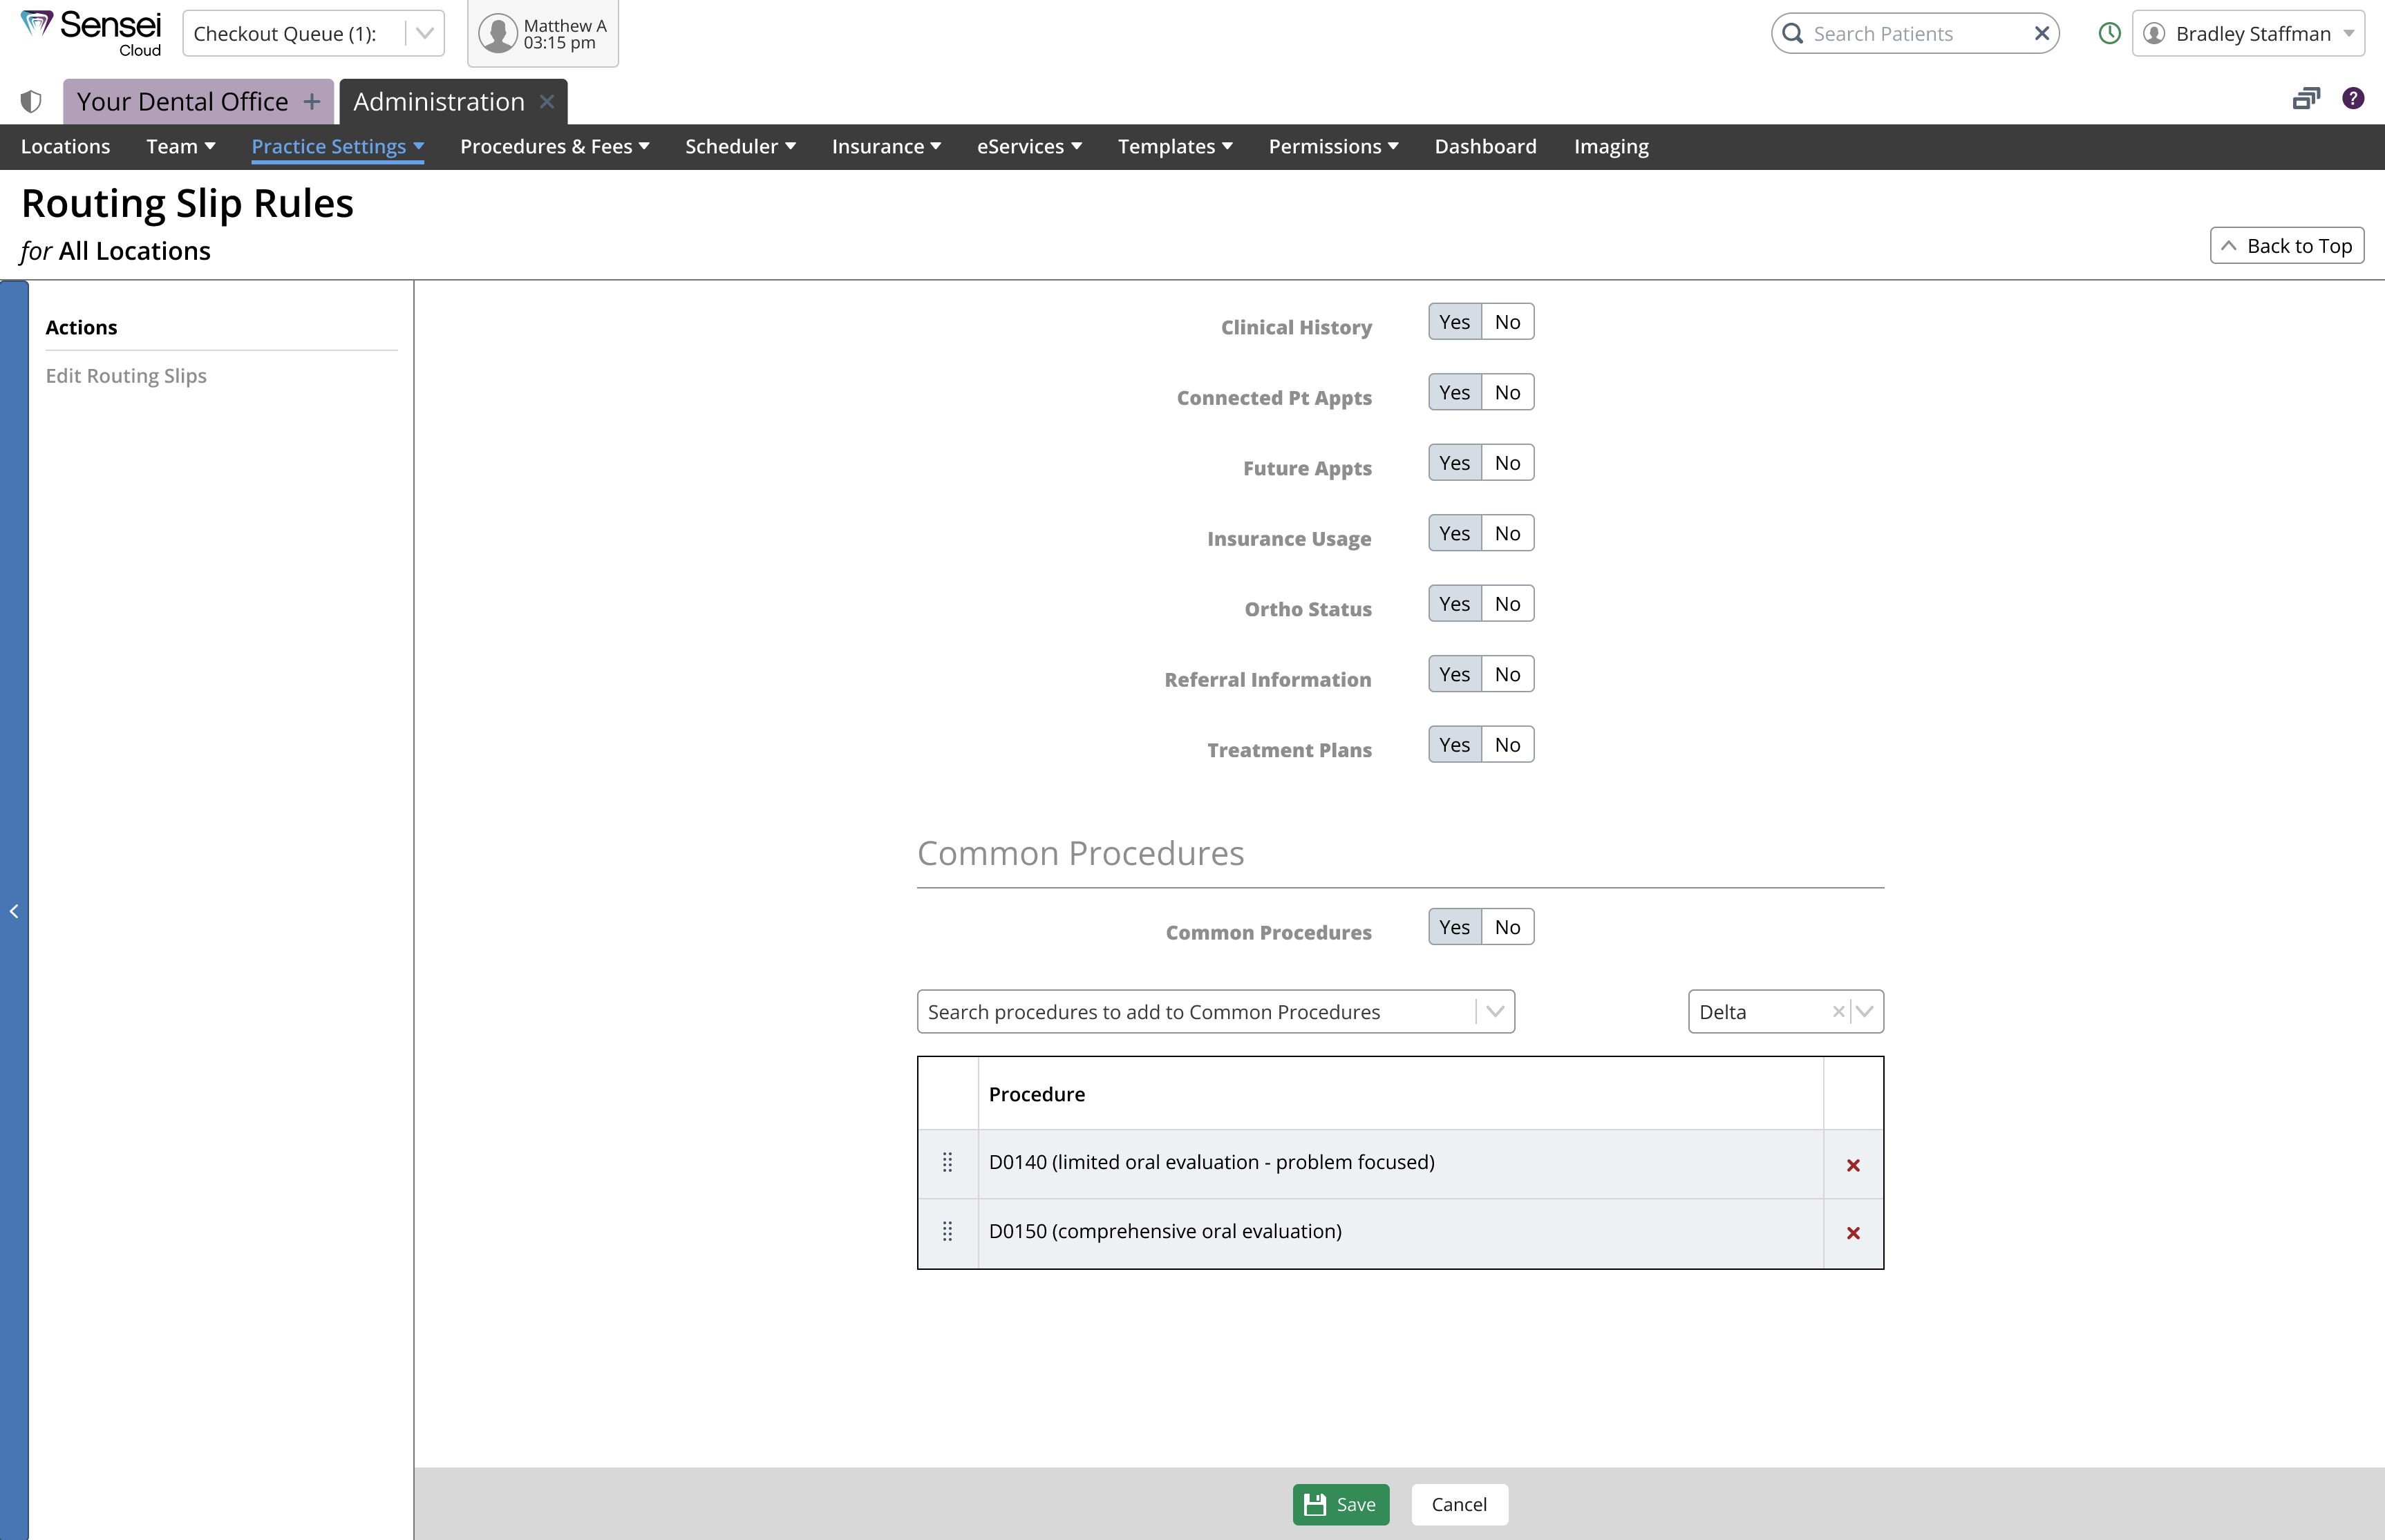 Sensei
Cloud
Checkout Queue (1):
Matthew A
03:15 pm
Search Patients
Bradley Staffman
Your Dental Office
Administration
?
Locations Team Practice Settings Procedures & Fees Scheduler Insurance eServices Templates Permissions Dashboard Imaging
Routing Slip Rules
for All Locations
Back to Top
Actions
Edit Routing Slips
Clinical History Yes No
Connected Pt Appts Yes No
Future Appts Yes No
Insurance Usage Yes No
Ortho Status Yes No
Referral Information Yes No
Treatment Plans Yes No
Common Procedures
Common Procedures Yes No
Search procedures to add to Common Procedures Delta
Procedure
D0140 (limited oral evaluation - problem focused)
D0150 (comprehensive oral evaluation)
Save Cancel